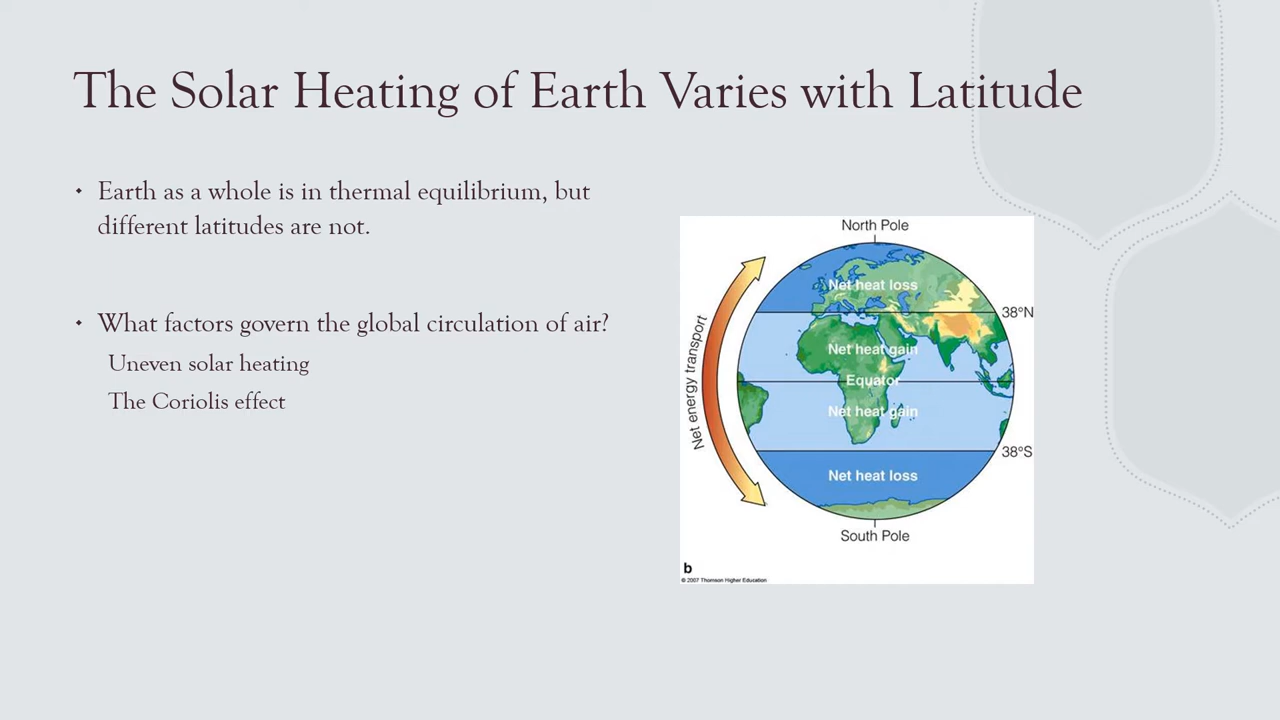 The Solar Heating of Earth Varies with Latitude
Earth as a whole is in thermal equilibrium, but
different latitudes are not.
What factors govern the global circulation of air?
Uneven solar heating
The Coriolis effect
North Pole
Net heat loss
38°N
Net heat gain
Equator
Net heat gain
38°S
Net heat loss
South Pole
Net energy transport
b
© 2007 Thomson Higher Education